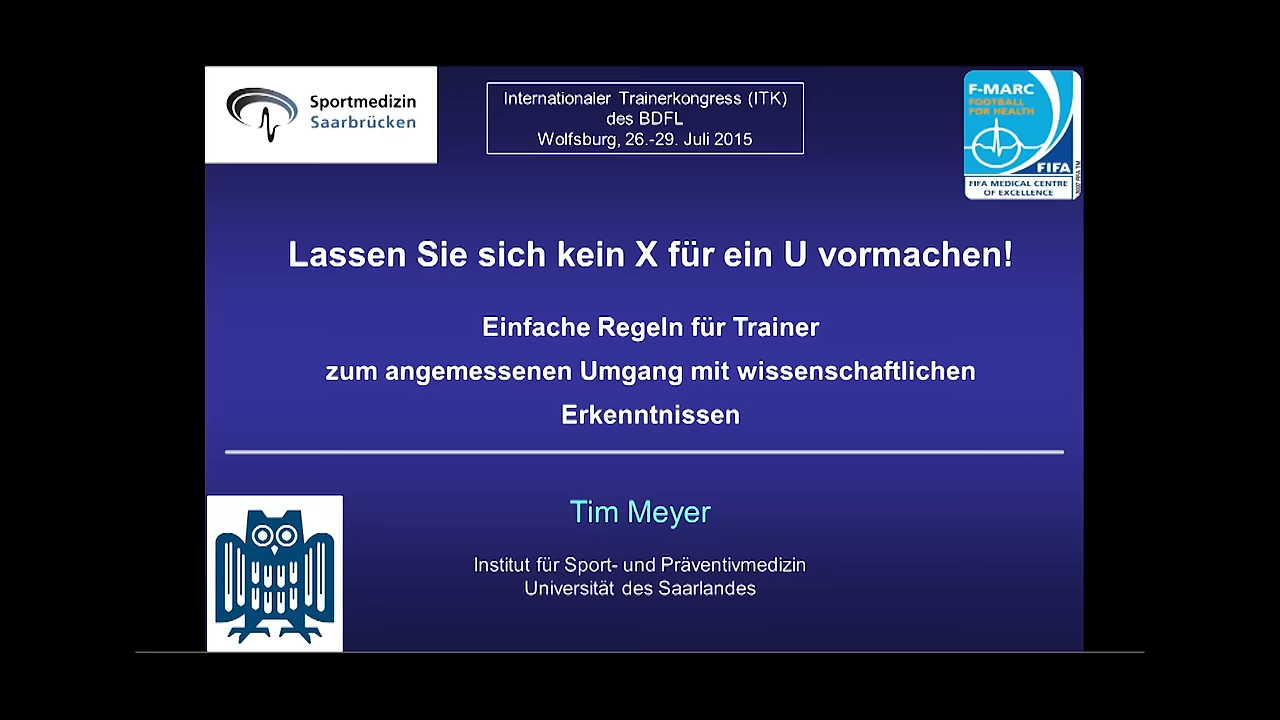 Sportmedizin
Saarbrücken
Internationaler Trainerkongress (ITK)
des BDFL
Wolfsburg, 26.-29. Juli 2015
F-MARC
FOOTBALL
FOR HEALTH
FIFA
FIFA MEDICAL CENTRE
OF EXCELLENCE
Lassen Sie sich kein X für ein U vormachen!
Einfache Regeln für Trainer
zum angemessenen Umgang mit wissenschaftlichen
Erkenntnissen
Tim Meyer
Institut für Sport- und Präventivmedizin
Universität des Saarlandes